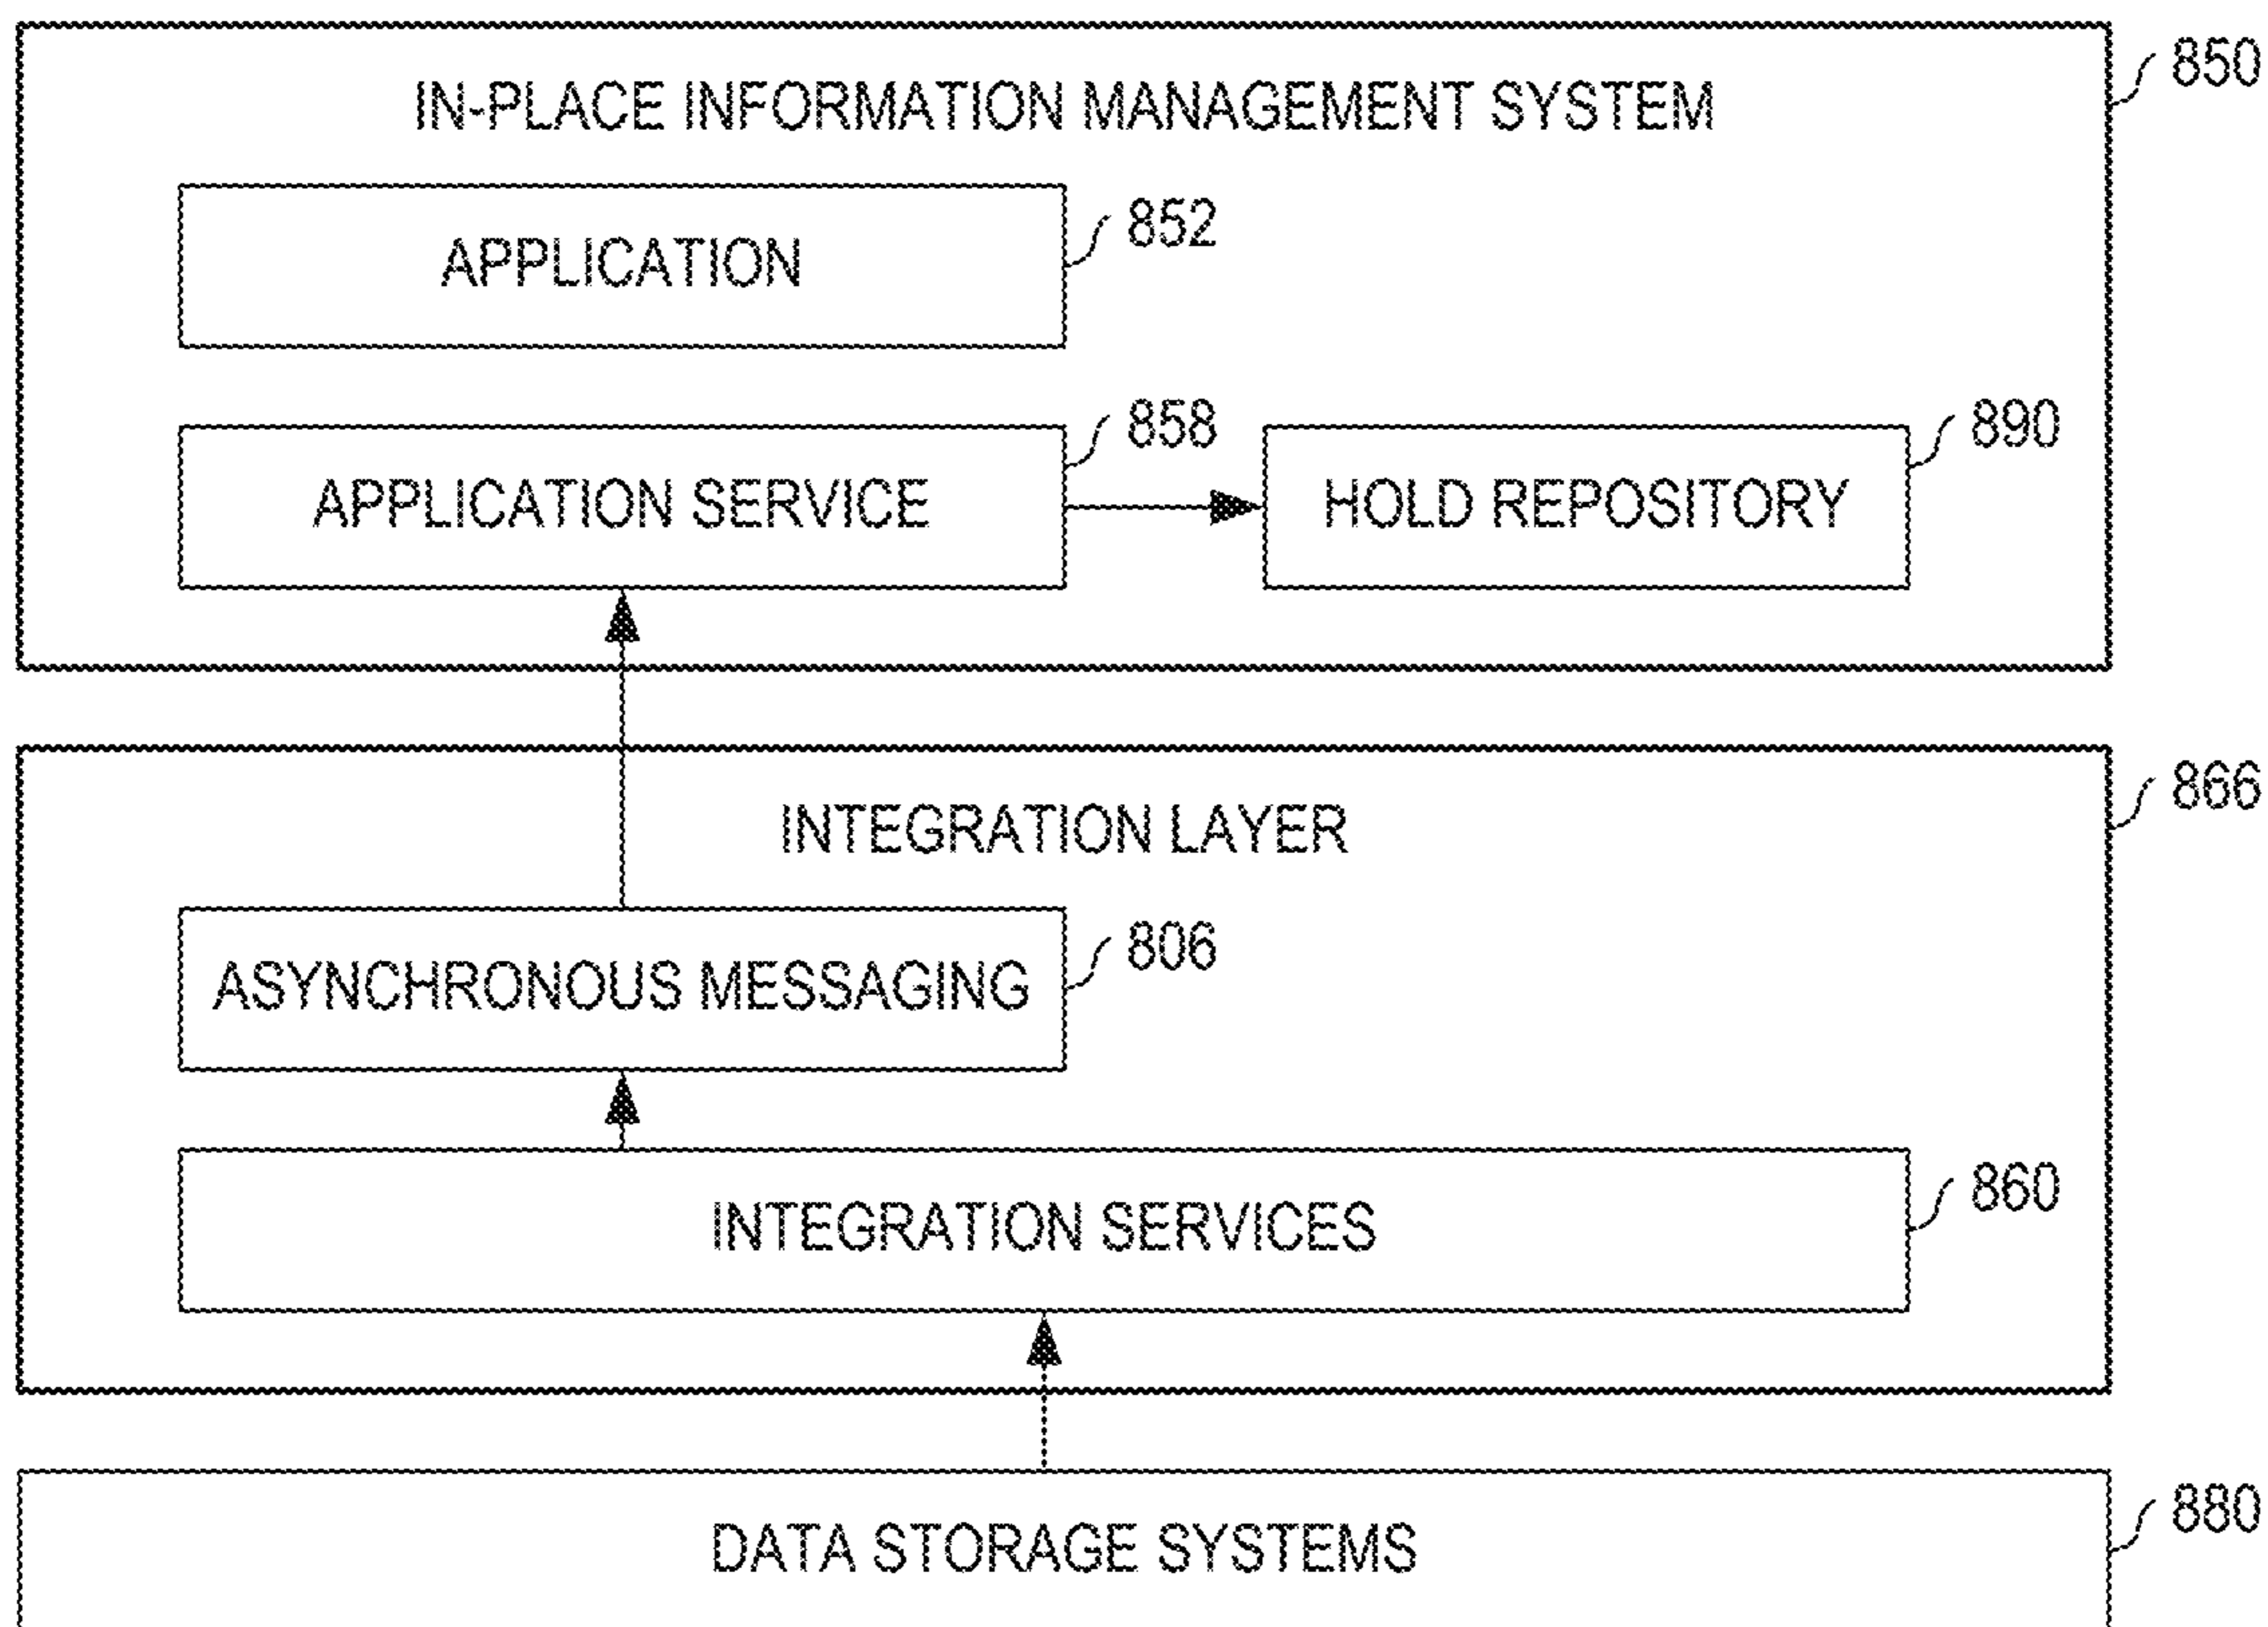 850
IN-PLACE INFORMATION MANAGEMENT SYSTEM
852
APPLICATION
858
890
APPLICATION SERVICE
HOLD REPOSITORY
866
INTEGRATION LAYER
806
ASYNCHRONOUS MESSAGING
860
INTEGRATION SERVICES
880
DATA STORAGE SYSTEMS